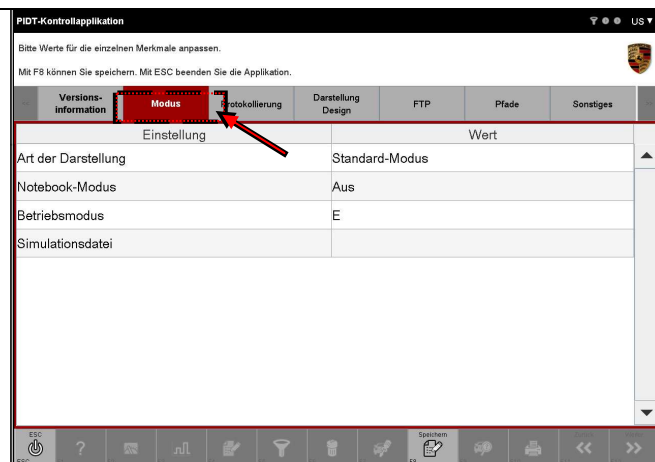 PiDT-Kontrollapplikation
US
Bitte Werte für die einzelnen Merkmale anpassen.
Mit F8 können Sie speichern. Mit ESC beenden Sie die Applikation.
Versions-
information
Modus
Protokollierung
Darstellung
Design
FTP
Pfade
Sonstiges
Einstellung Wert
Art der Darstellung Standard-Modus
Notebook-Modus Aus
Betriebsmodus E
Simulationsdatei
ESC
Speichern
ESC
F8